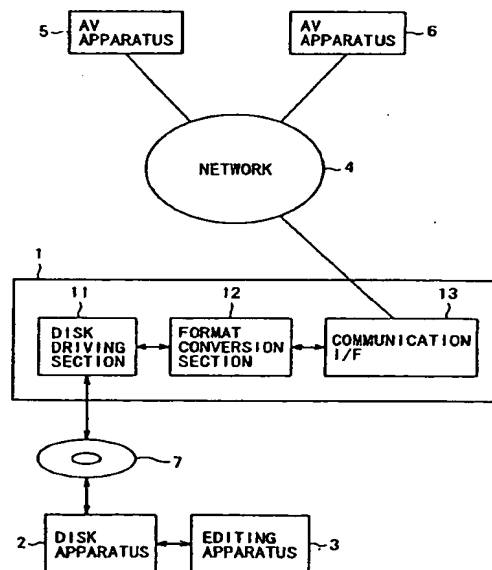 5
AV
APPARATUS
AV
APPARATUS
6
NETWORK
4
1
11
12
13
DISK
DRIVING
SECTION
FORMAT
CONVERSION
SECTION
COMMUNICATION
I/F
7
2
DISK
APPARATUS
EDITING
APPARATUS
3